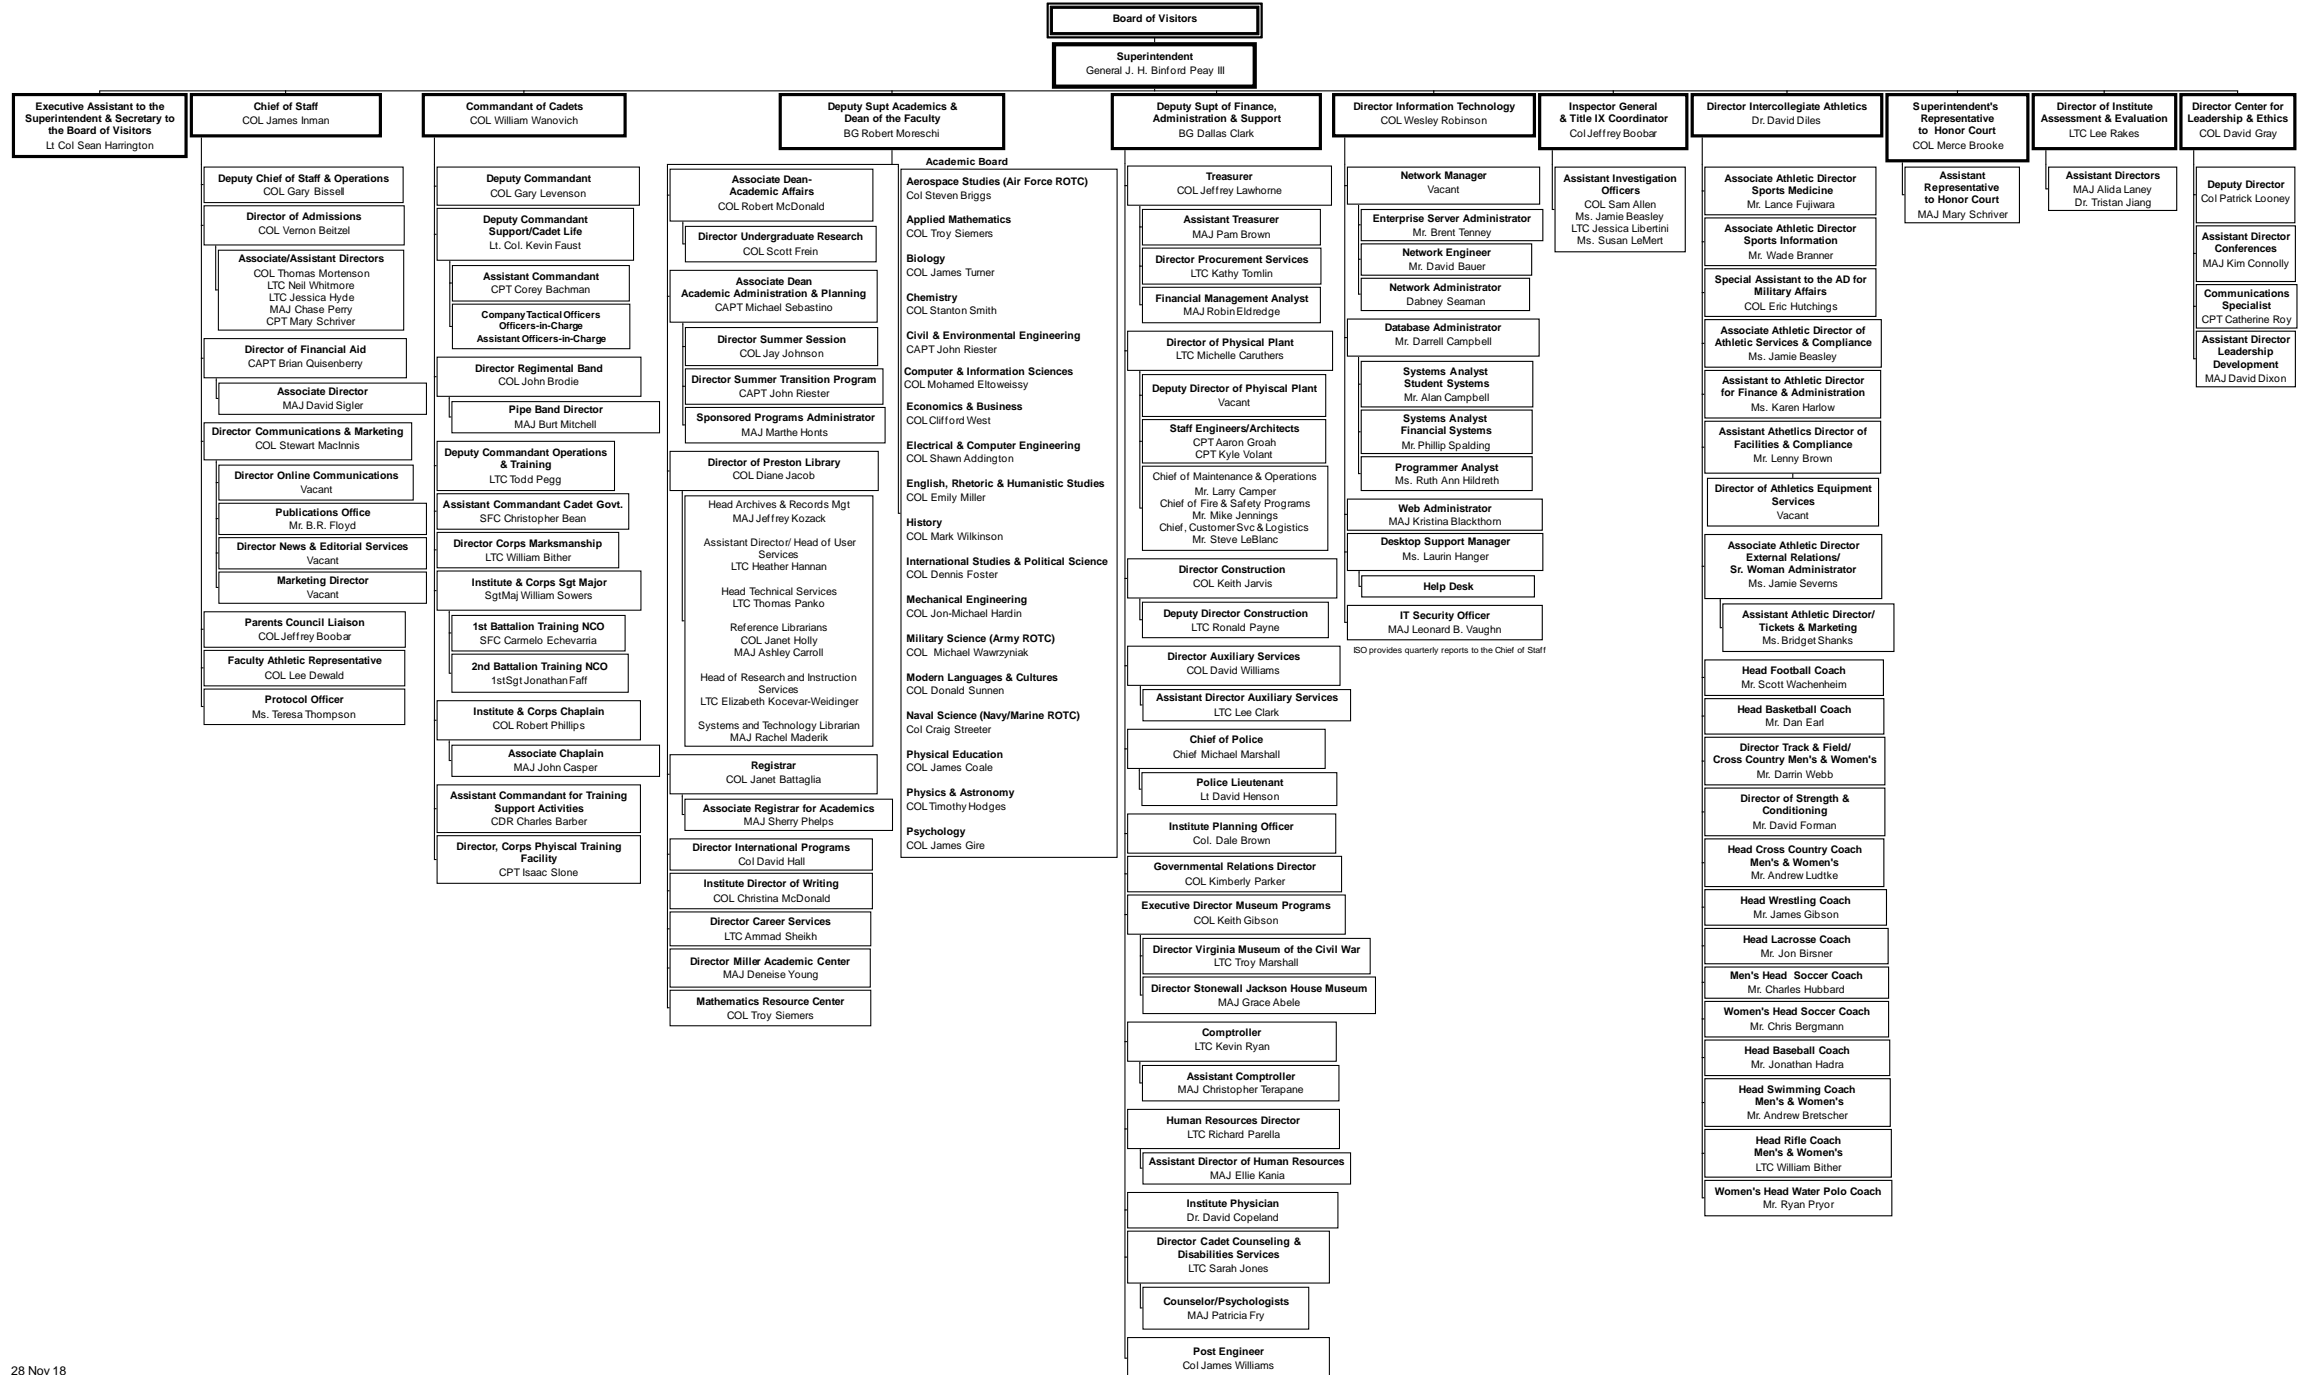 Board of Visitors
Superintendent
General J. H. Binford Peay III
Executive Assistant to the
Superintendent & Secretary to
the Board of Visitors
Lt Col Sean Harrington
Chief of Staff
COL James Inman
Deputy Chief of Staff & Operations
COL Gary Bissell
Director of Admissions
COL Vernon Beitzel
Associate/Assistant Directors
COL Thomas Mortenson
LTC Neil Whitmore
LTC Jessica Hyde
MAJ Chase Perry
CPT Mary Schriver
Director of Financial Aid
CAPT Brian Quisenberry
Associate Director
MAJ David Sigler
Director Communications & Marketing
COL Stewart MacInnis
Director Online Communications
Vacant
Publications Office
Mr. B.R. Floyd
Director News & Editorial Services
Vacant
Marketing Director
Vacant
Parents Council Liaison
COL Jeffrey Boobar
Faculty Athletic Representative
COL Lee Dewald
Protocol Officer
Ms. Teresa Thompson
Commandant of Cadets
COL William Wanovich
Deputy Commandant
COL Gary Levenson
Deputy Commandant
Support/Cadet Life
Lt. Col. Kevin Faust
Assistant Commandant
CPT Corey Bachman
Company Tactical Officers
Officers-in-Charge
Assistant Officers-in-Charge
Director Regimental Band
COL John Brodie
Pipe Band Director
MAJ Burt Mitchell
Deputy Commandant Operations
& Training
LTC Todd Pegg
Assistant Commandant Cadet Govt.
SFC Christopher Bean
Director Corps Marksmanship
LTC William Bither
Institute & Corps Sgt Major
SgtMaj William Sowers
1st Battalion Training NCO
SFC Carmelo Echevarria
2nd Battalion Training NCO
1stSgt Jonathan Faff
Institute & Corps Chaplain
COL Robert Phillips
Associate Chaplain
MAJ John Casper
Assistant Commandant for Training
Support Activities
CDR Charles Barber
Director, Corps Phyiscal Training
Facility
CPT Isaac Slone
Deputy Supt Academics &
Dean of the Faculty
BG Robert Moreschi
Associate Dean-
Academic Affairs
COL Robert McDonald
Director Undergraduate Research
COL Scott Frein
Associate Dean
Academic Administration & Planning
CAPT Michael Sebastino
Director Summer Session
COL Jay Johnson
Director Summer Transition Program
CAPT John Riester
Sponsored Programs Administrator
MAJ Marthe Honts
Director of Preston Library
COL Diane Jacob
Head Archives & Records Mgt
MAJ Jeffrey Kozack
Assistant Director/ Head of User
Services
LTC Heather Hannan
Head Technical Services
LTC Thomas Panko
Reference Librarians
COL Janet Holly
MAJ Ashley Carroll
Head of Research and Instruction
Services
LTC Elizabeth Kocevar-Weidinger
Systems and Technology Librarian
MAJ Rachel Maderik
Registrar
COL Janet Battaglia
Associate Registrar for Academics
MAJ Sherry Phelps
Director International Programs
Col David Hall
Institute Director of Writing
COL Christina McDonald
Director Career Services
LTC Ammad Sheikh
Director Miller Academic Center
MAJ Deneise Young
Mathematics Resource Center
COL Troy Siemers
Academic Board
Aerospace Studies (Air Force ROTC)
Col Steven Briggs
Applied Mathematics
COL Troy Siemers
Biology
COL James Turner
Chemistry
COL Stanton Smith
Civil & Environmental Engineering
CAPT John Riester
Computer & Information Sciences
COL Mohamed Eltoweissy
Economics & Business
COL Clifford West
Electrical & Computer Engineering
COL Shawn Addington
English, Rhetoric & Humanistic Studies
COL Emily Miller
History
COL Mark Wilkinson
International Studies & Political Science
COL Dennis Foster
Mechanical Engineering
COL Jon-Michael Hardin
Military Science (Army ROTC)
COL Michael Wawrzyniak
Modern Languages & Cultures
COL Donald Sunnen
Naval Science (Navy/Marine ROTC)
Col Craig Streeter
Physical Education
COL James Coale
Physics & Astronomy
COL Timothy Hodges
Psychology
COL James Gire
Deputy Supt of Finance,
Administration & Support
BG Dallas Clark
Treasurer
COL Jeffrey Lawhorne
Assistant Treasurer
MAJ Pam Brown
Director Procurement Services
LTC Kathy Tomlin
Financial Management Analyst
MAJ Robin Eldredge
Director of Physical Plant
LTC Michelle Caruthers
Deputy Director of Phyiscal Plant
Vacant
Staff Engineers/Architects
CPT Aaron Groah
CPT Kyle Volant
Chief of Maintenance & Operations
Mr. Larry Camper
Chief of Fire & Safety Programs
Mr. Mike Jennings
Chief, Customer Svc & Logistics
Mr. Steve LeBlanc
Director Construction
COL Keith Jarvis
Deputy Director Construction
LTC Ronald Payne
Director Auxiliary Services
COL David Williams
Assistant Director Auxiliary Services
LTC Lee Clark
Chief of Police
Chief Michael Marshall
Police Lieutenant
Lt David Henson
Institute Planning Officer
Col. Dale Brown
Governmental Relations Director
COL Kimberly Parker
Executive Director Museum Programs
COL Keith Gibson
Director Virginia Museum of the Civil War
LTC Troy Marshall
Director Stonewall Jackson House Museum
MAJ Grace Abele
Comptroller
LTC Kevin Ryan
Assistant Comptroller
MAJ Christopher Terapane
Human Resources Director
LTC Richard Parella
Assistant Director of Human Resources
MAJ Ellie Kania
Institute Physician
Dr. David Copeland
Director Cadet Counseling &
Disabilities Services
LTC Sarah Jones
Counselor/Psychologists
MAJ Patricia Fry
Post Engineer
Col James Williams
Director Information Technology
COL Wesley Robinson
Network Manager
Vacant
Enterprise Server Administrator
Mr. Brent Tenney
Network Engineer
Mr. David Bauer
Network Administrator
Dabney Seaman
Database Administrator
Mr. Darrell Campbell
Systems Analyst
Student Systems
Mr. Alan Campbell
Systems Analyst
Financial Systems
Mr. Phillip Spalding
Programmer Analyst
Ms. Ruth Ann Hildreth
Web Administrator
MAJ Kristina Blackthorn
Desktop Support Manager
Ms. Laurin Hanger
Help Desk
IT Security Officer
MAJ Leonard B. Vaughn
ISO provides quarterly reports to the Chief of Staff
Inspector General
& Title IX Coordinator
Col Jeffrey Boobar
Assistant Investigation
Officers
COL Sam Allen
Ms. Jamie Beasley
LTC Jessica Libertini
Ms. Susan LeMert
Director Intercollegiate Athletics
Dr. David Diles
Associate Athletic Director
Sports Medicine
Mr. Lance Fujiwara
Associate Athletic Director
Sports Information
Mr. Wade Branner
Special Assistant to the AD for
Military Affairs
COL Eric Hutchings
Associate Athletic Director of
Athletic Services & Compliance
Ms. Jamie Beasley
Assistant to Athletic Director
for Finance & Administration
Ms. Karen Harlow
Assistant Athetlics Director of
Facilities & Compliance
Mr. Lenny Brown
Director of Athletics Equipment
Services
Vacant
Associate Athletic Director
External Relations/
Sr. Woman Administrator
Ms. Jamie Severns
Assistant Athletic Director/
Tickets & Marketing
Ms. Bridget Shanks
Head Football Coach
Mr. Scott Wachenheim
Head Basketball Coach
Mr. Dan Earl
Director Track & Field/
Cross Country Men's & Women's
Mr. Darrin Webb
Director of Strength &
Conditioning
Mr. David Forman
Head Cross Country Coach
Men's & Women's
Mr. Andrew Ludtke
Head Wrestling Coach
Mr. James Gibson
Head Lacrosse Coach
Mr. Jon Birsner
Men's Head Soccer Coach
Mr. Charles Hubbard
Women's Head Soccer Coach
Mr. Chris Bergmann
Head Baseball Coach
Mr. Jonathan Hadra
Head Swimming Coach
Men's & Women's
Mr. Andrew Bretscher
Head Rifle Coach
Men's & Women's
LTC William Bither
Women's Head Water Polo Coach
Mr. Ryan Pryor
Superintendent's
Representative
to Honor Court
COL Merce Brooke
Assistant
Representative
to Honor Court
MAJ Mary Schriver
Director of Institute
Assessment & Evaluation
LTC Lee Rakes
Assistant Directors
MAJ Alida Laney
Dr. Tristan Jiang
Director Center for
Leadership & Ethics
COL David Gray
Deputy Director
Col Patrick Looney
Assistant Director
Conferences
MAJ Kim Connolly
Communications
Specialist
CPT Catherine Roy
Assistant Director
Leadership
Development
MAJ David Dixon
28 Nov 18